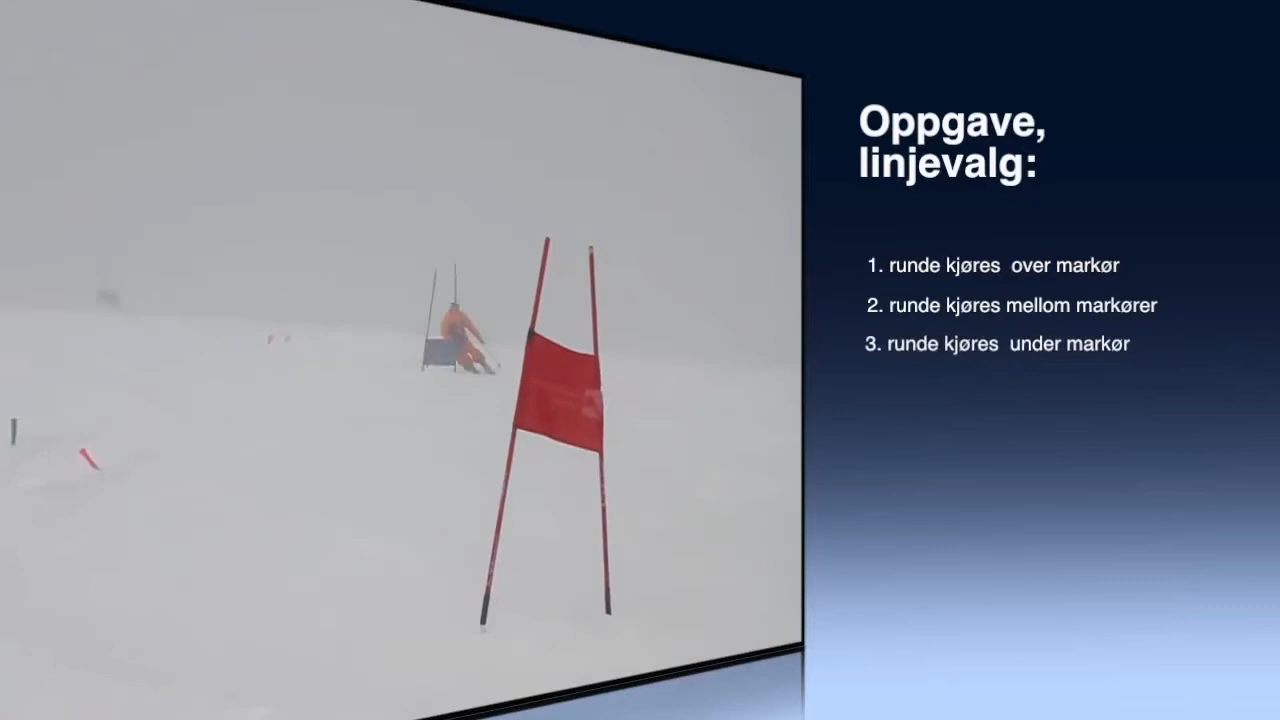 Oppgave,
linjevalg:
1. runde kjøres  over markør
2. runde kjøres mellom markører
3. runde kjøres  under markør